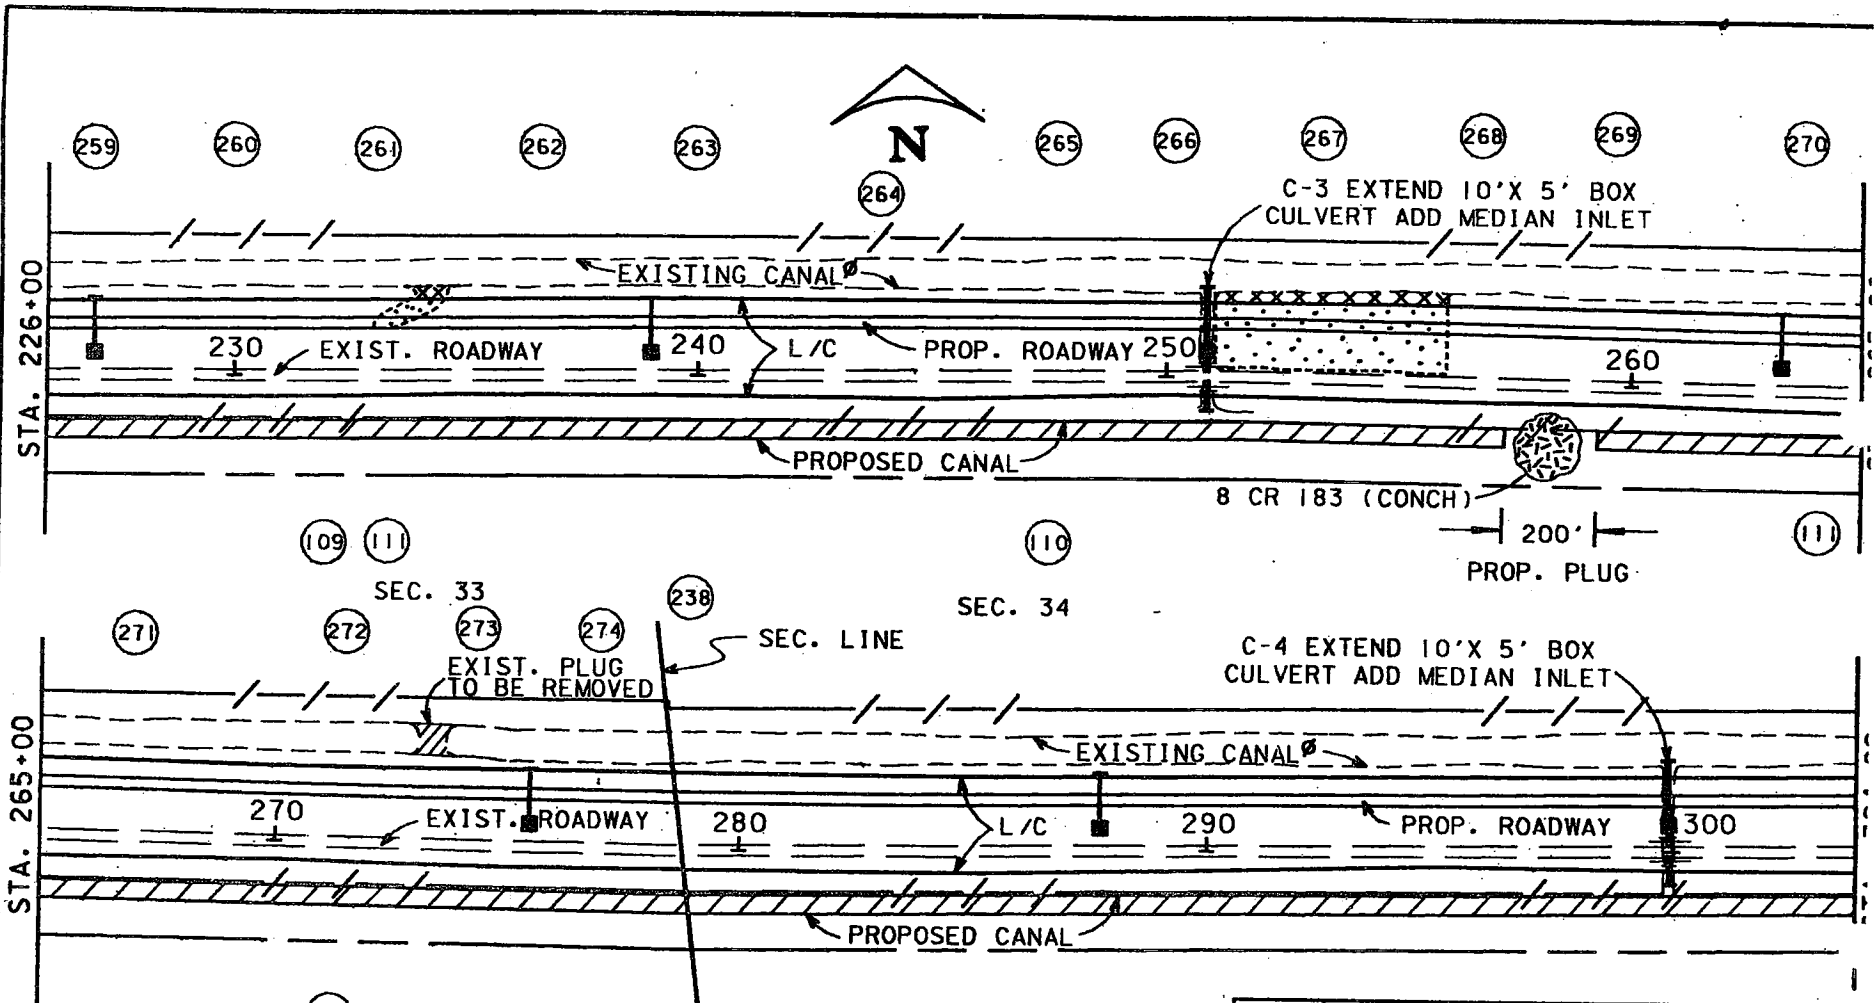 N
259 260 261 262 263 264 265 266 267 268 269 270
C-3 EXTEND 10'X 5' BOX
CULVERT ADD MEDIAN INLET
EXISTING CANALØ
STA. 226+00
230 EXIST. ROADWAY 240 L/C PROP. ROADWAY 250 260
PROPOSED CANAL
8 CR 183 (CONCH)
200'
PROP. PLUG
109 111 110 111
SEC. 33 238 SEC. 34
271 272 273 274
SEC. LINE
EXIST. PLUG
TO BE REMOVED
C-4 EXTEND 10'X 5' BOX
CULVERT ADD MEDIAN INLET
EXISTING CANALØ
STA. 265+00
270 EXIST. ROADWAY 280 L/C 290 PROP. ROADWAY 300
PROPOSED CANAL